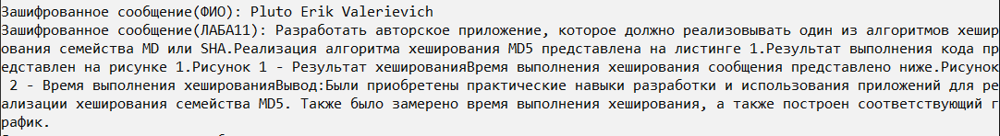 Зашифрованное сообщение(ФИО): Pluto Erik Valerievich
Зашифрованное сообщение(ЛАБА11): Разработать авторское приложение, которое должно реализовывать один из алгоритмов хешир
ования семейства MD или SHA.Реализация алгоритма хеширования MD5 представлена на листинге 1.Результат выполнения кода пр
едставлен на рисунке 1.Рисунок 1 - Результат хешированияВремя выполнения хеширования сообщения представлено ниже.Рисунок
 2 - Время выполнения хешированияВывод:Были приобретены практические навыки разработки и использования приложений для ре
ализации хеширования семейства MD5. Также было замерено время выполнения хеширования, а также построен соответствующий г
рафик.